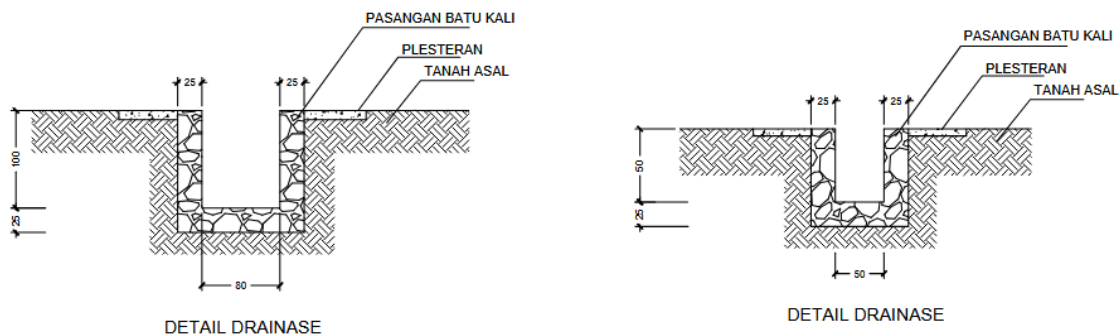 PASANGAN BATU KALI
PLESTERAN
TANAH ASAL
25
25
100
25
80
DETAIL DRAINASE
PASANGAN BATU KALI
PLESTERAN
TANAH ASAL
25
25
50
25
50
DETAIL DRAINASE